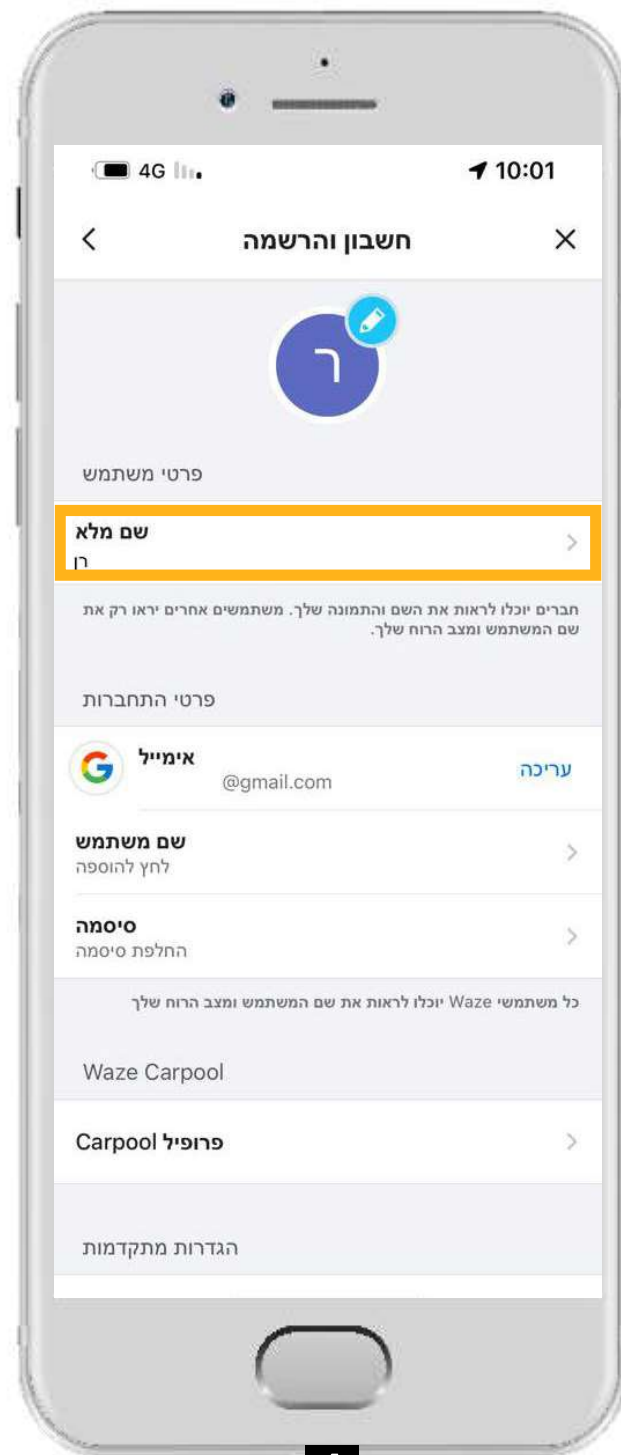 4G 10:01
חשבון והרשמה
ר
פרטי משתמש
שם מלא
רן
חברים יוכלו לראות את השם והתמונה שלך. משתמשים אחרים יראו רק את
שם המשתמש ומצב הרוח שלך.
פרטי התחברות
אימייל
@gmail.com
עריכה
שם משתמש
לחץ להוספה
סיסמה
החלפת סיסמה
כל משתמשי Waze יוכלו לראות את שם המשתמש ומצב הרוח שלך
Waze Carpool
פרופיל Carpool
הגדרות מתקדמות